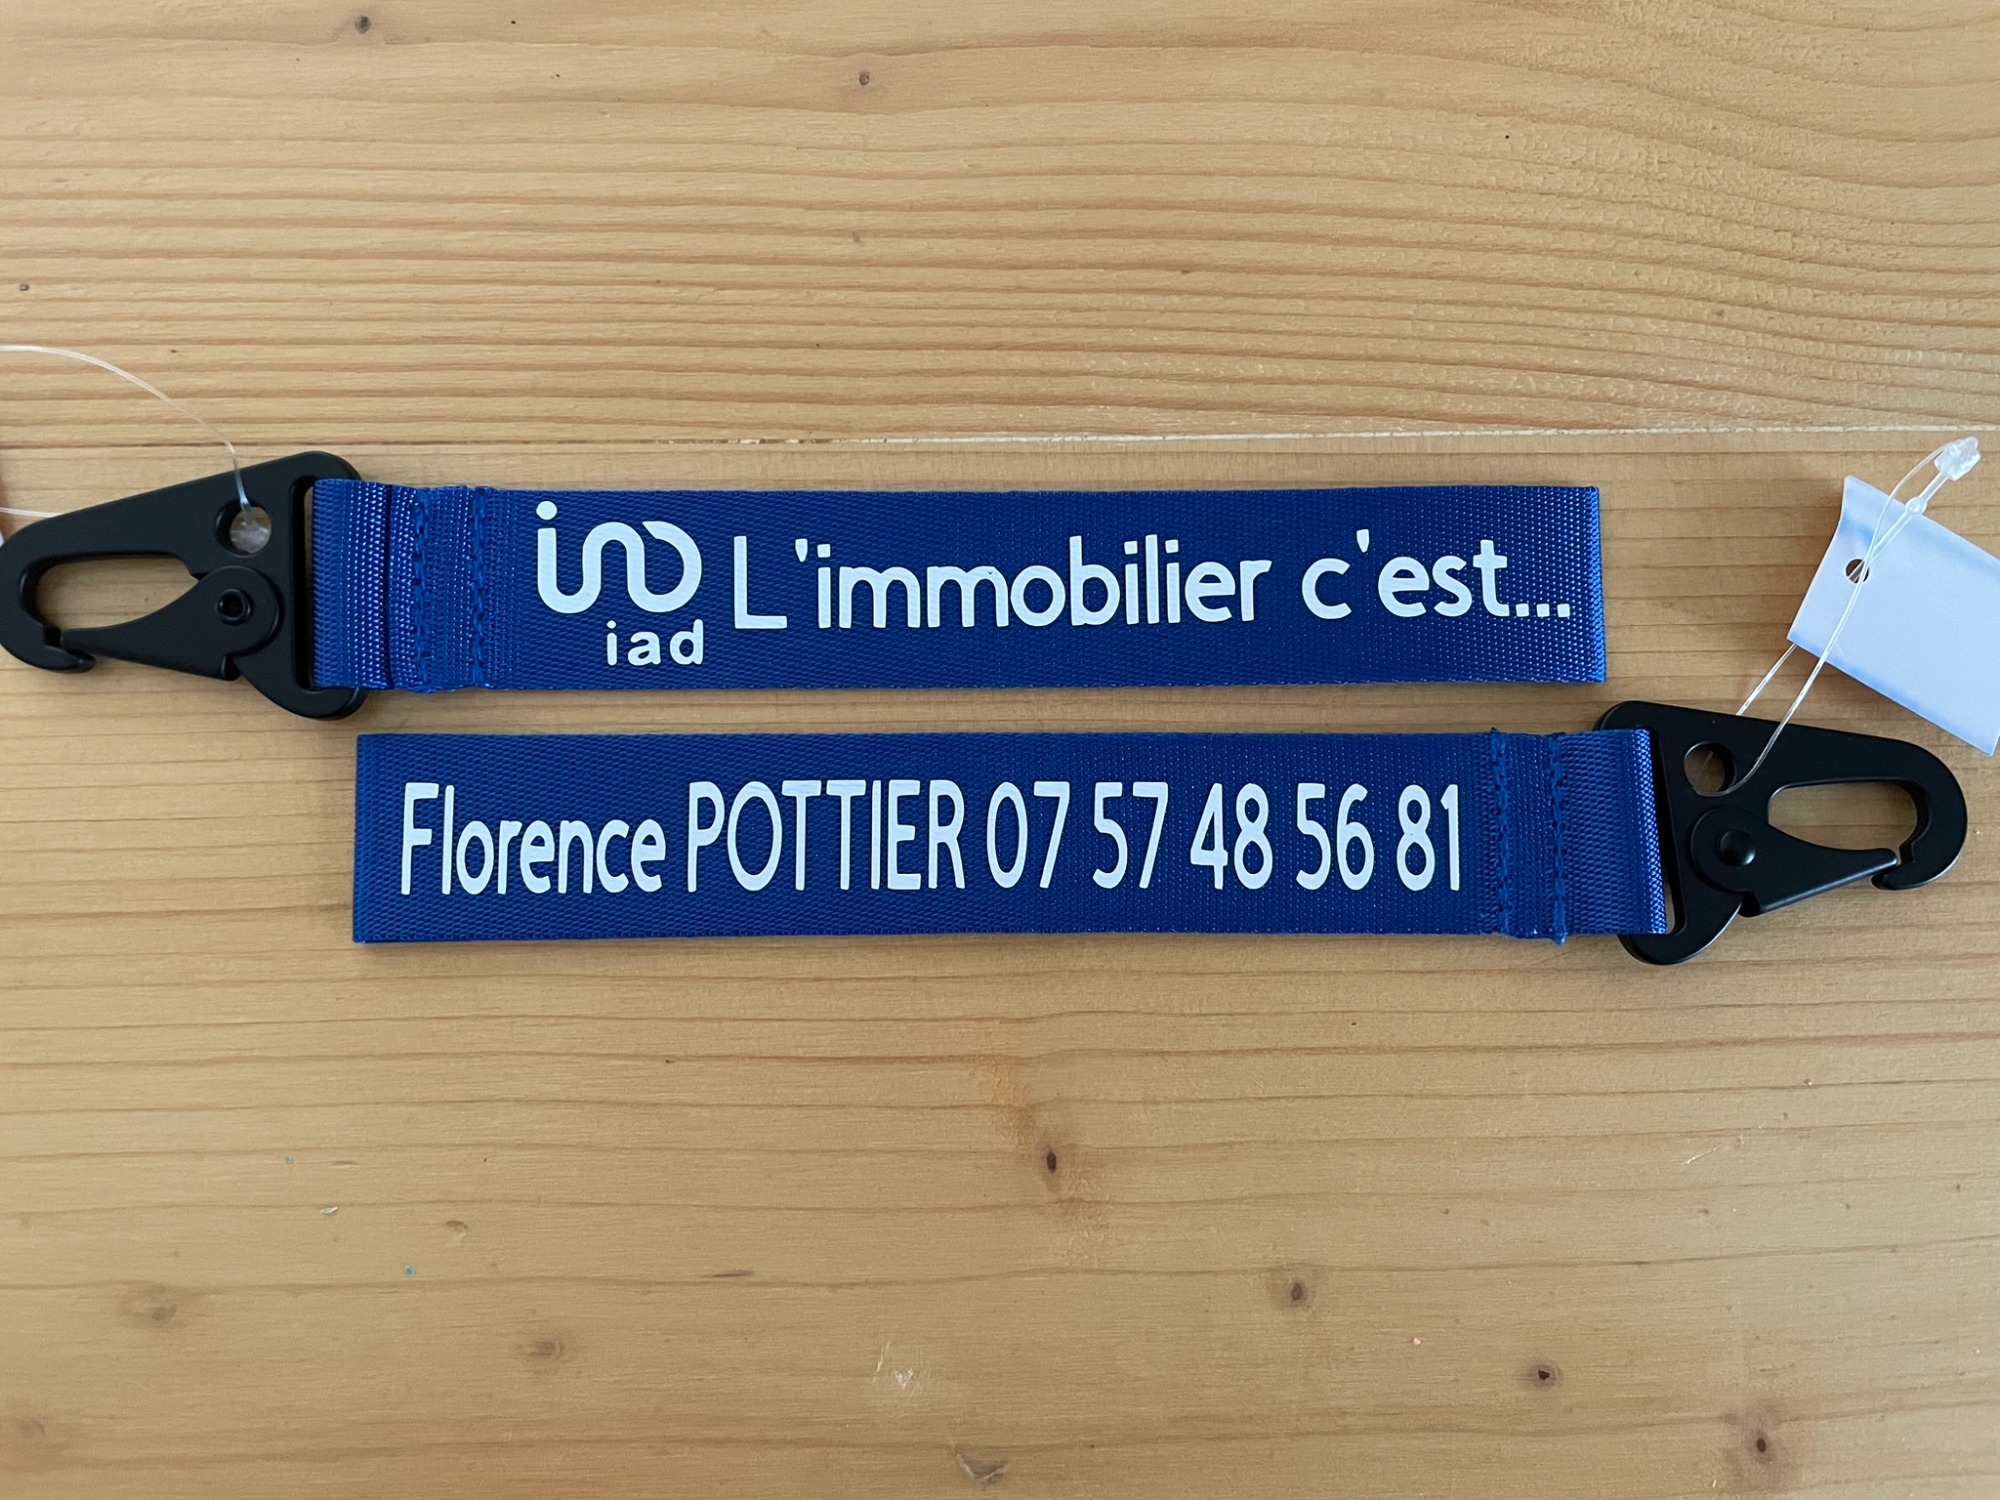 iad L'immobilier c'est...
Florence POTTIER 07 57 48 56 81